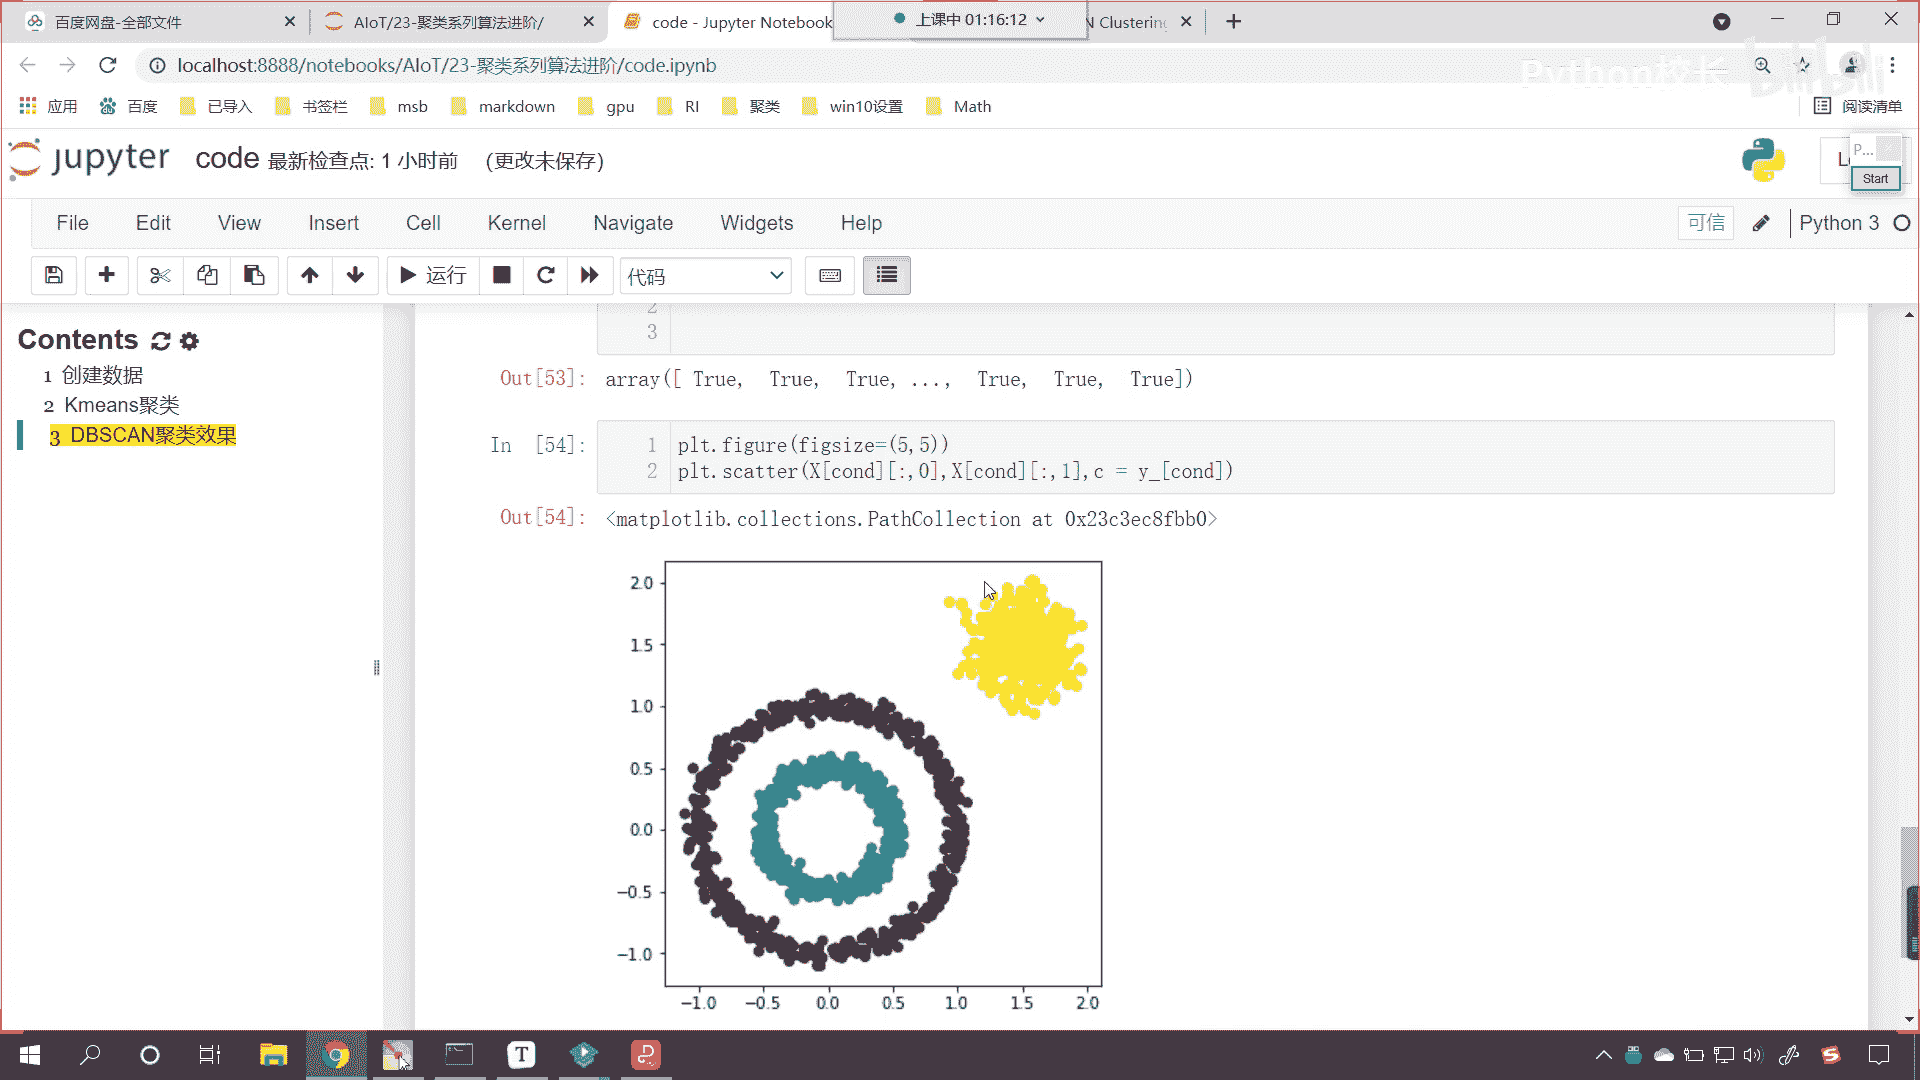 百度网盘-全部文件
AIoT/23-聚类系列算法进阶/
code - Jupyter Notebook
上课中 01:16:12
N Clustering
localhost:8888/notebooks/AIoT/23-聚类系列算法进阶/code.ipynb
Python校长
bilibili
应用
百度
已导入
书签栏
msb
markdown
gpu
RI
聚类
win10设置
Math
阅读清单
jupyter
code 最新检查点: 1 小时前 (更改未保存)
P...
Start
File Edit View Insert Cell Kernel Navigate Widgets Help
可信
Python 3
运行
代码
Contents
1 创建数据
2 Kmeans聚类
3 DBSCAN聚类效果
2
3
Out[53]: array([ True, True, True, ..., True, True, True])
In [54]: 1 plt.figure(figsize=(5,5))
2 plt.scatter(X[cond][:,0],X[cond][:,1],c = y_[cond])
Out[54]: <matplotlib.collections.PathCollection at 0x23c3ec8fbb0>
2.0
1.5
1.0
0.5
0.0
−0.5
−1.0
−1.0 −0.5 0.0 0.5 1.0 1.5 2.0